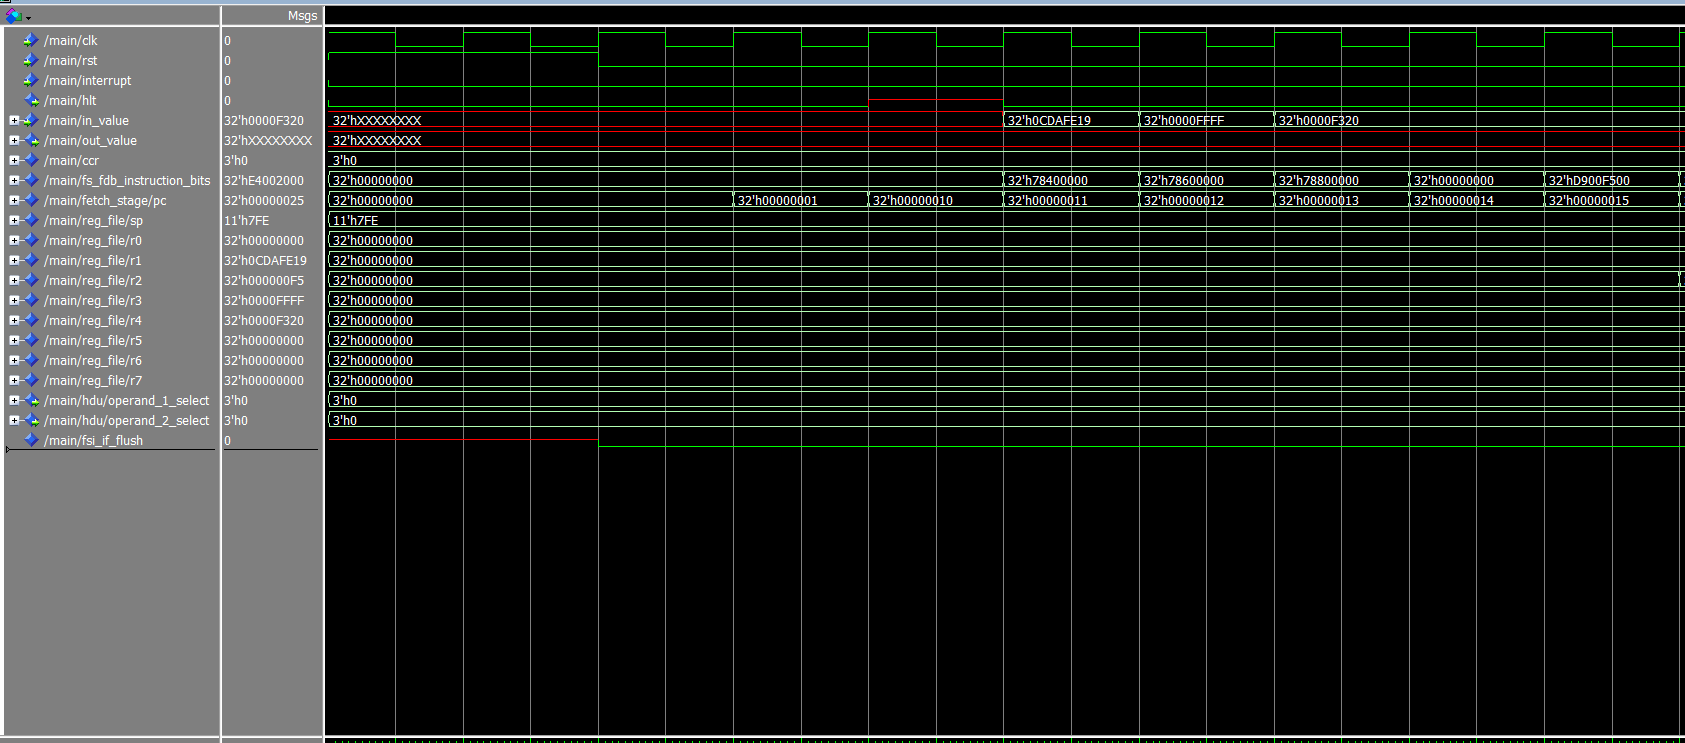 Msgs
/main/clk 0
/main/rst 0
/main/interrupt 0
/main/hlt 0
/main/in_value 32'h0000F320 32'hXXXXXXXX 32'h0CDAFE19 32'h0000FFFF 32'h0000F320
/main/out_value 32'hXXXXXXXX 32'hXXXXXXXX
/main/ccr 3'h0 3'h0
/main/fs_fdb_instruction_bits 32'hE4002000 32'h00000000 32'h78400000 32'h78600000 32'h78800000 32'h00000000 32'hD900F500
/main/fetch_stage/pc 32'h00000025 32'h00000000 32'h00000001 32'h00000010 32'h00000011 32'h00000012 32'h00000013 32'h00000014 32'h00000015
/main/reg_file/sp 11'h7FE 11'h7FE
/main/reg_file/r0 32'h00000000 32'h00000000
/main/reg_file/r1 32'h0CDAFE19 32'h00000000
/main/reg_file/r2 32'h000000F5 32'h00000000
/main/reg_file/r3 32'h0000FFFF 32'h00000000
/main/reg_file/r4 32'h0000F320 32'h00000000
/main/reg_file/r5 32'h00000000 32'h00000000
/main/reg_file/r6 32'h00000000 32'h00000000
/main/reg_file/r7 32'h00000000 32'h00000000
/main/hdu/operand_1_select 3'h0 3'h0
/main/hdu/operand_2_select 3'h0 3'h0
/main/fsi_if_flush 0